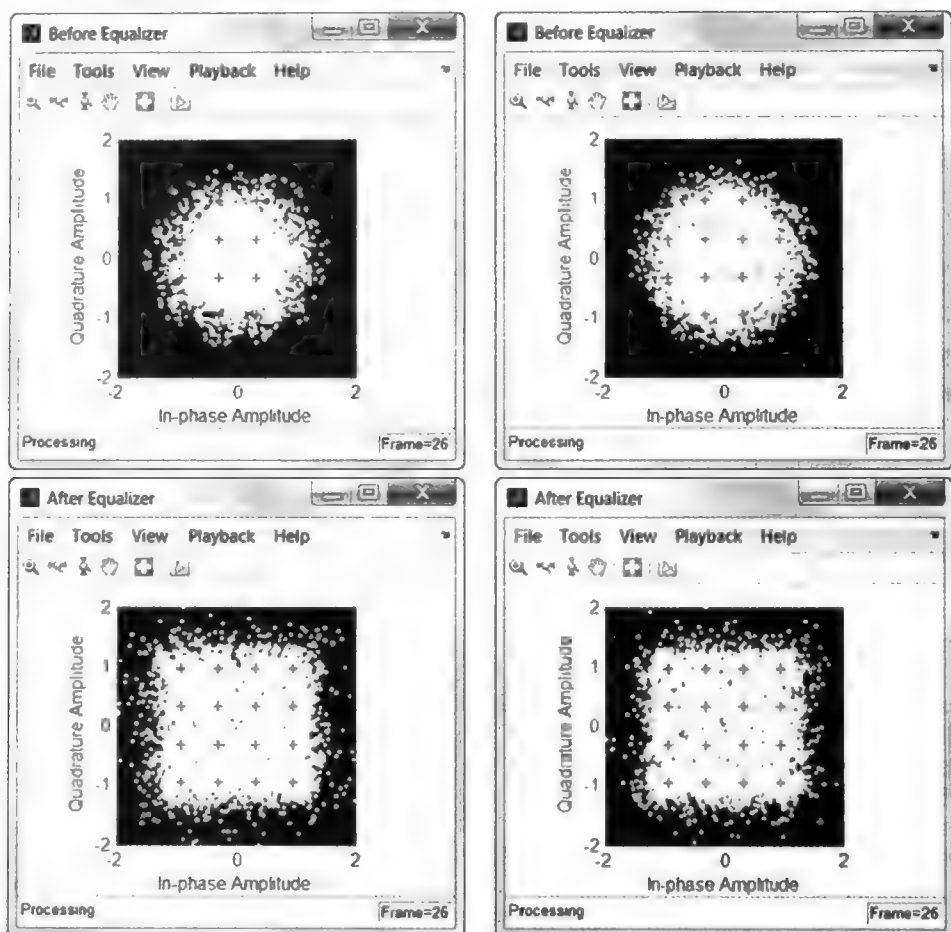 Before Equalizer
File Tools View Playback Help
2
1
0
-1
-2
Quadrature Amplitude
-2 0 2
In-phase Amplitude
Processing Frame=26
Before Equalizer
File Tools View Playback Help
2
1
0
-1
-2
Quadrature Amplitude
-2 0 2
In-phase Amplitude
Processing Frame=26
After Equalizer
File Tools View Playback Help
2
1
0
-1
-2
Quadrature Amplitude
-2 0 2
In-phase Amplitude
Processing Frame=26
After Equalizer
File Tools View Playback Help
2
1
0
-1
-2
Quadrature Amplitude
-2 0 2
In-phase Amplitude
Processing Frame=26